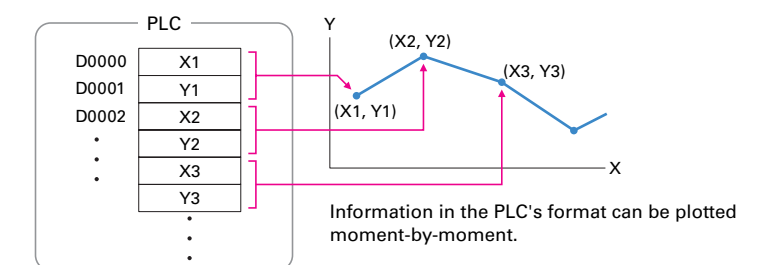 PLC
D0000
X1
D0001
Y1
D0002
X2
Y2
X3
Y3
Y
(X2, Y2)
(X3, Y3)
(X1, Y1)
X
Information in the PLC's format can be plotted
moment-by-moment.